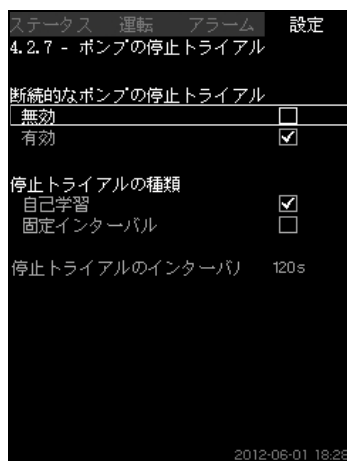 ステータス 運転 アラーム 設定
4.2.7 - ポンプの停止トライアル
断続的なポンプの停止トライアル
無効
有効
停止トライアルの種類
自己学習
固定インターバル
停止トライアルのインターバル 120s
2012-06-01 18:28